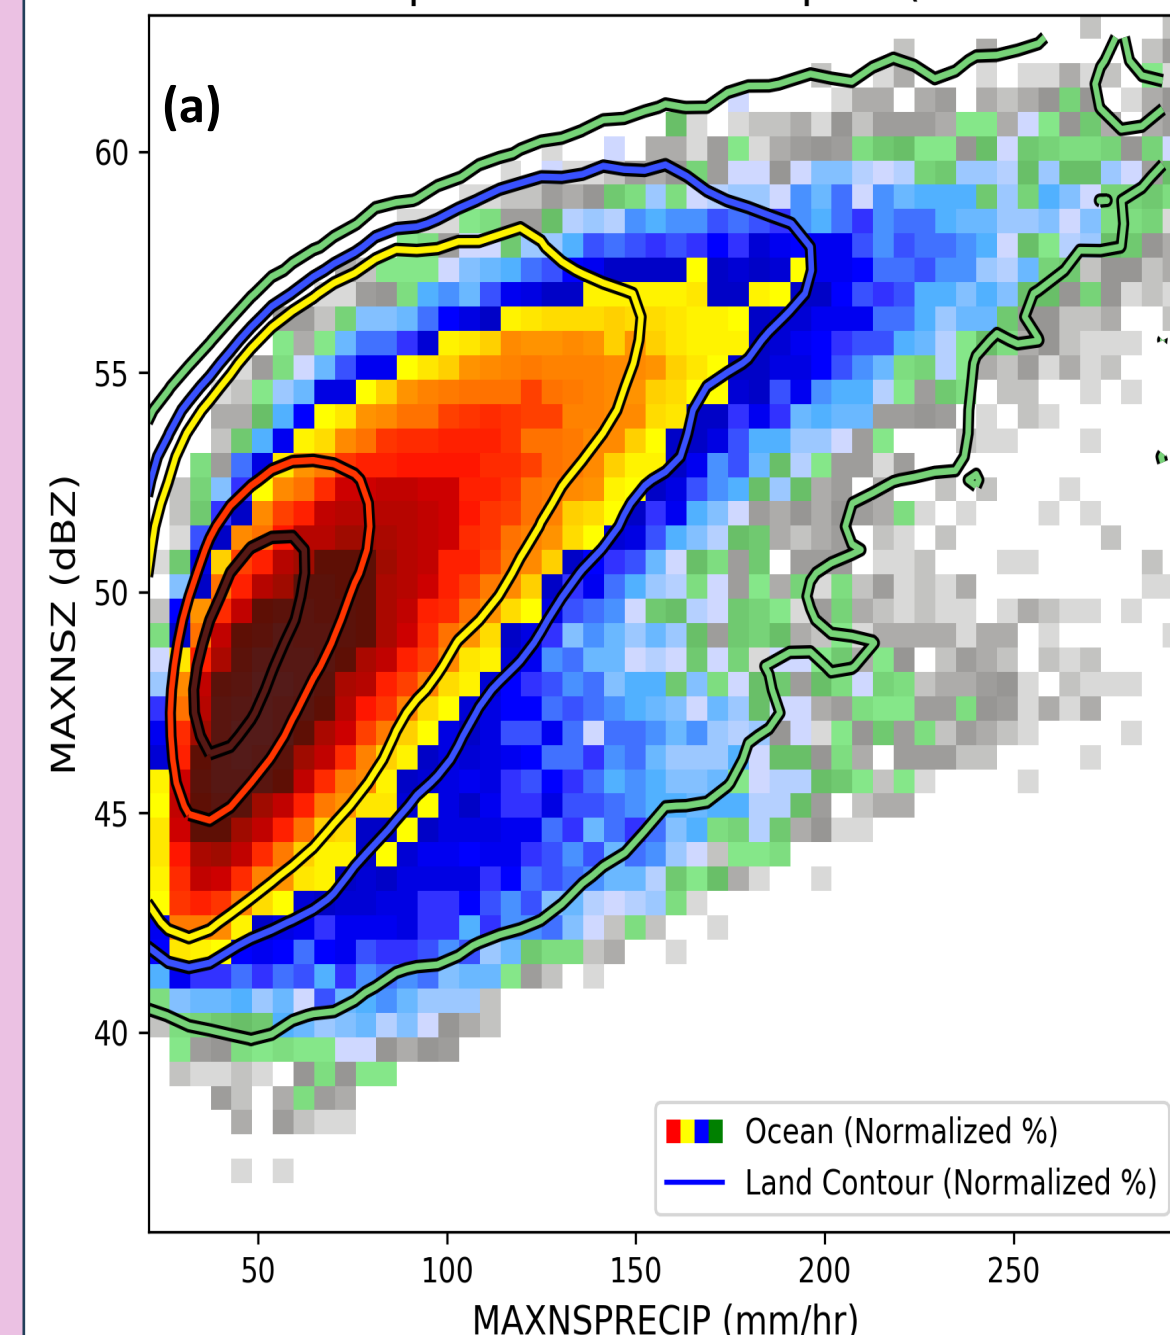 (a)
60
55
50
45
40
MAXNSZ (dBZ)
Ocean (Normalized %)
Land Contour (Normalized %)
50 100 150 200 250
MAXNSPRECIP (mm/hr)